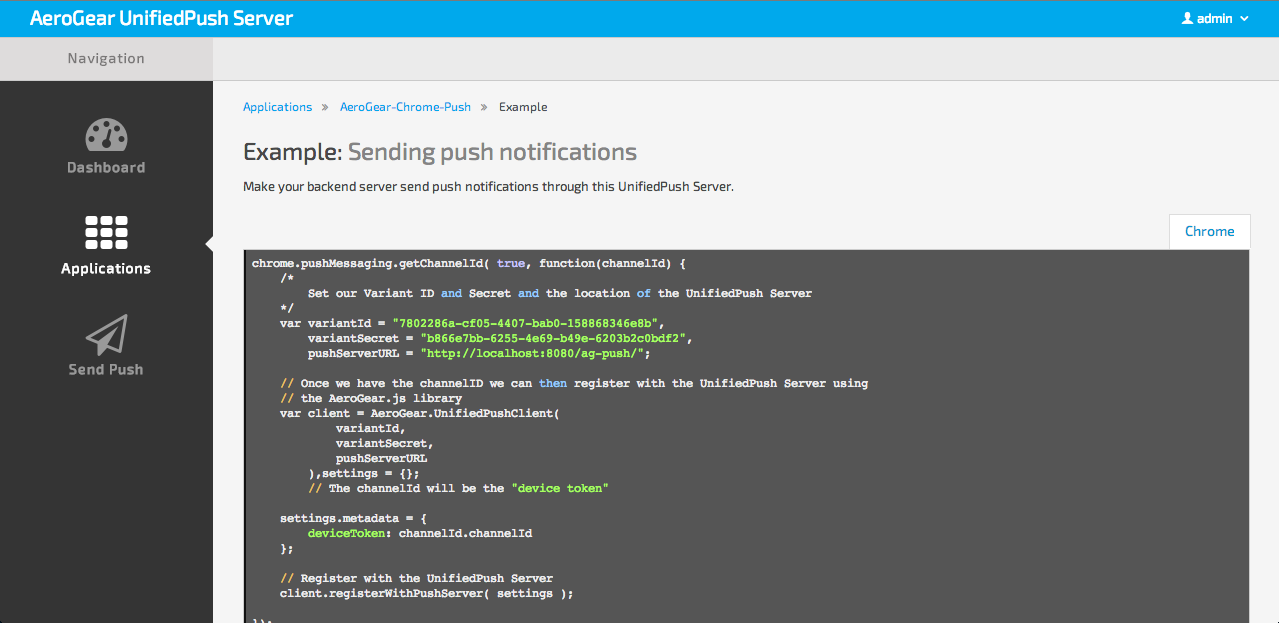 AeroGear UnifiedPush Server
admin
Navigation
Dashboard
Applications
Send Push
Applications » AeroGear-Chrome-Push » Example
Example: Sending push notifications
Make your backend server send push notifications through this UnifiedPush Server.
Chrome
chrome.pushMessaging.getChannelId( true, function(channelId) {
/*
Set our Variant ID and Secret and the location of the UnifiedPush Server
*/
var variantId = "7802286a-cf05-4407-bab0-158868346e8b",
variantSecret = "b866e7bb-6255-4e69-b49e-6203b2c0bdf2",
pushServerURL = "http://localhost:8080/ag-push/";
// Once we have the channelID we can then register with the UnifiedPush Server using
// the AeroGear.js library
var client = AeroGear.UnifiedPushClient(
variantId,
variantSecret,
pushServerURL
),settings = {};
// The channelId will be the "device token"
settings.metadata = {
deviceToken: channelId.channelId
};
// Register with the UnifiedPush Server
client.registerWithPushServer( settings );
});